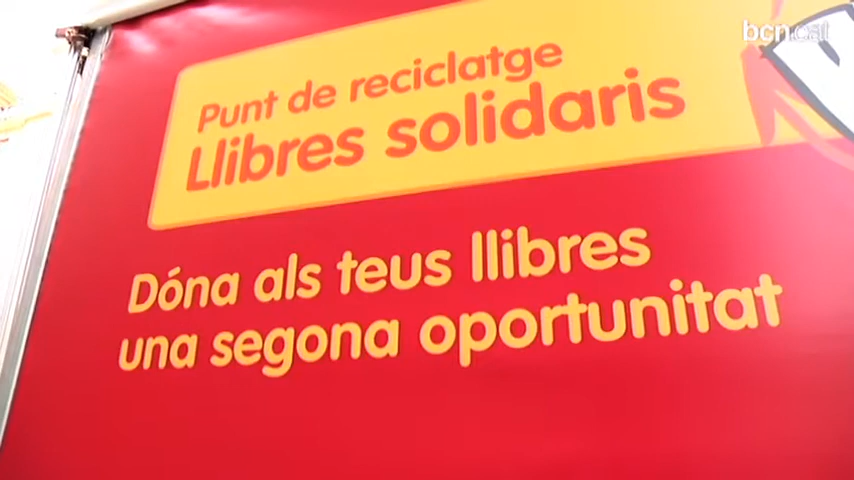 bcn.cat
Punt de reciclatge
Llibres solidaris
Dóna als teus llibres
una segona oportunitat